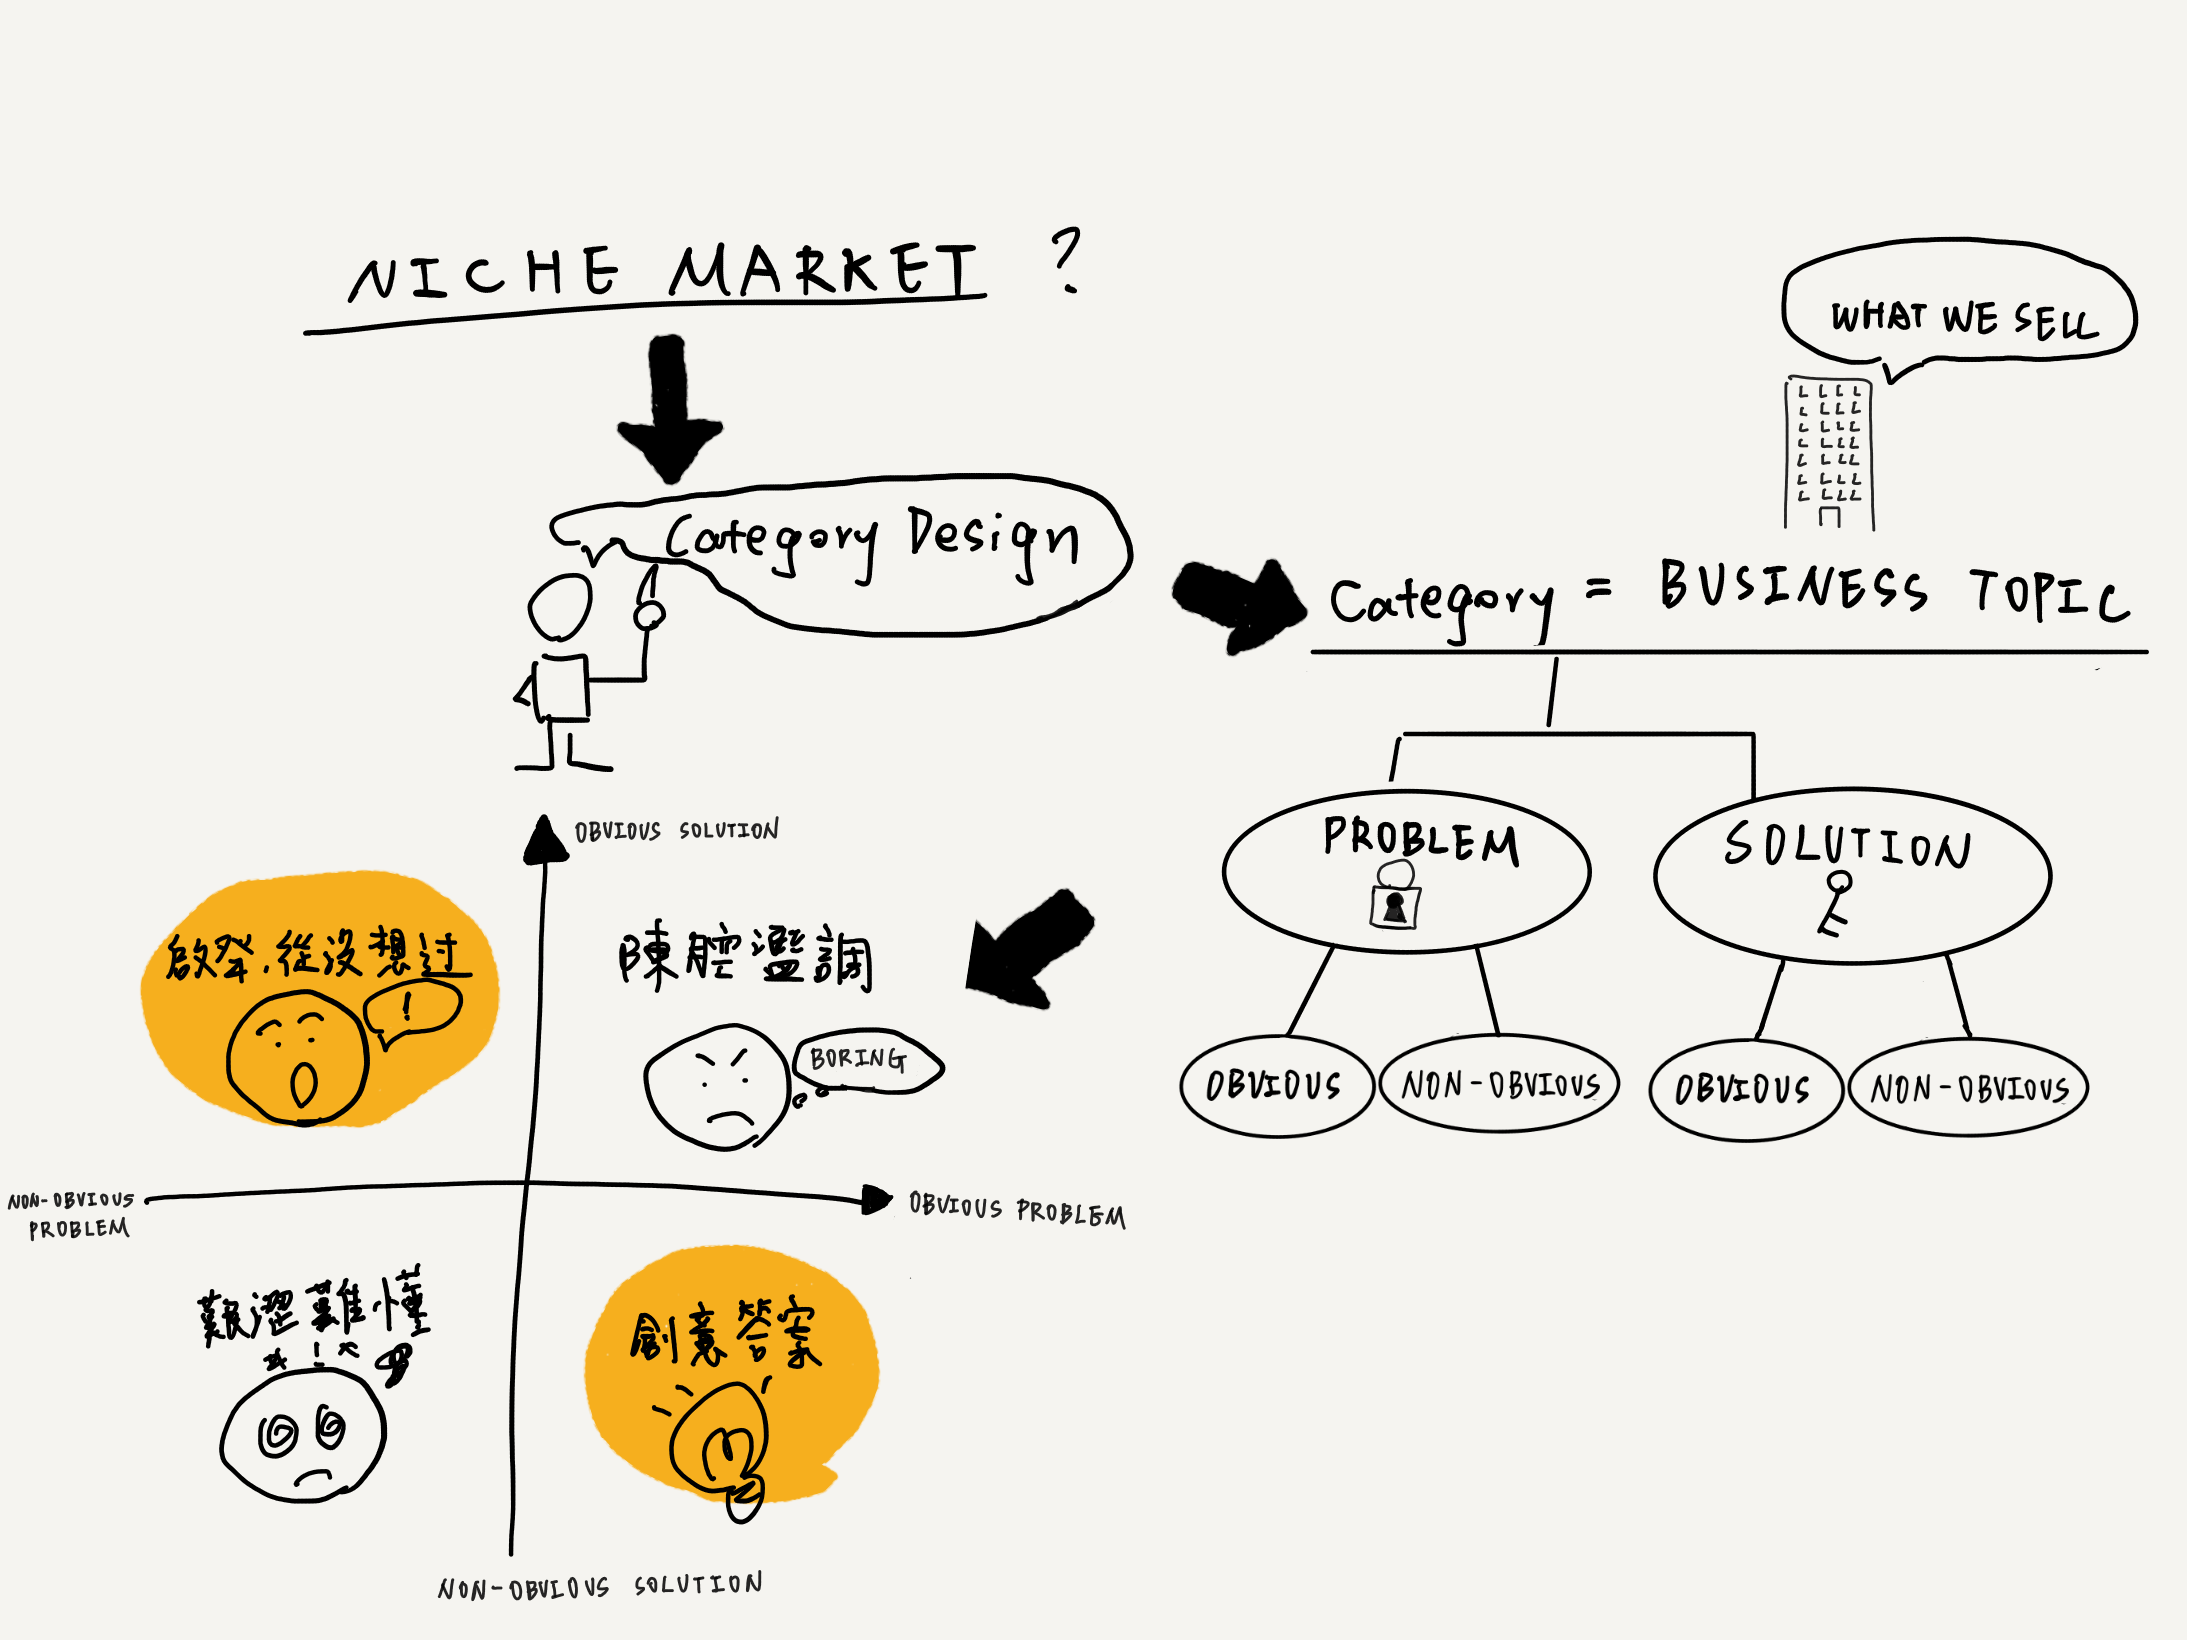 NICHE MARKET ?
Category Design
WHAT WE SELL
Category = BUSINESS TOPIC
PROBLEM
SOLUTION
OBVIOUS
NON-OBVIOUS
OBVIOUS
NON-OBVIOUS
OBVIOUS SOLUTION
啟發.從沒想过
!
陳腔濫調
BORING
NON-OBVIOUS
PROBLEM
OBVIOUS PROBLEM
艱澀難懂
創意答案
NON-OBVIOUS SOLUTION